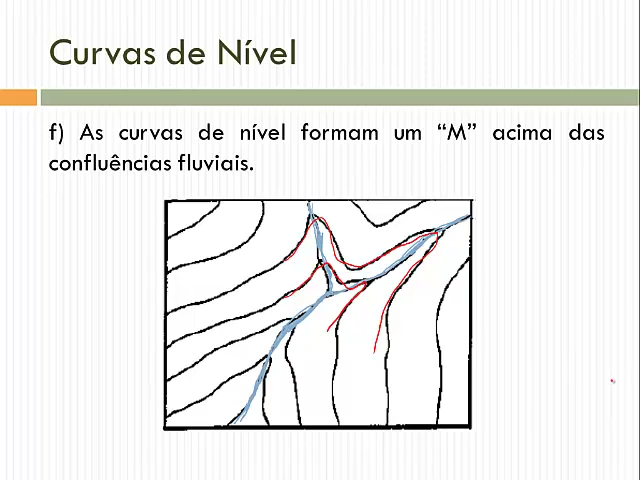 Curvas de Nível
f) As curvas de nível formam um “M” acima das
confluências fluviais.